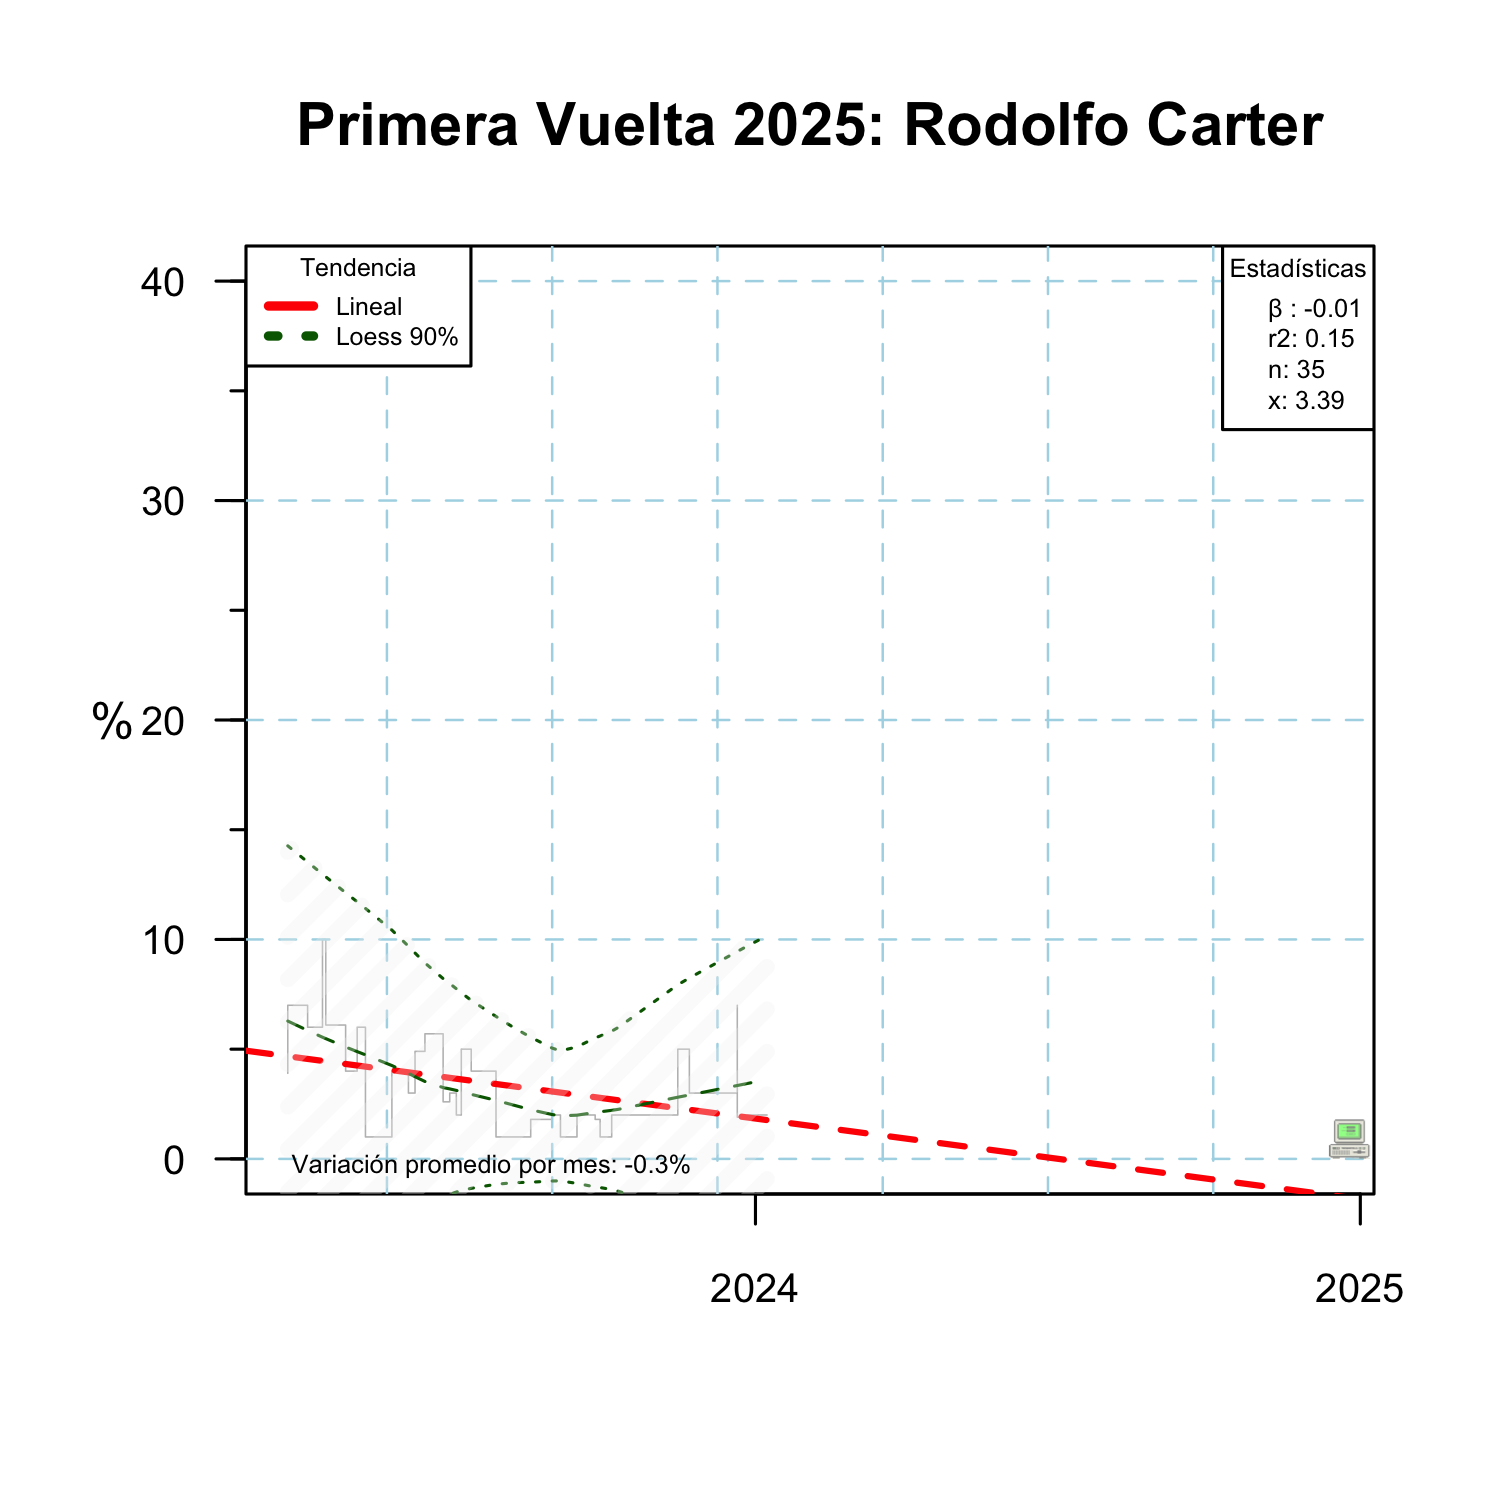 Primera Vuelta 2025: Rodolfo Carter
Tendencia
Lineal
Loess 90%
Estadísticas
β : -0.01
r2: 0.15
n: 35
x: 3.39
40
30
% 20
10
0
Variación promedio por mes: -0.3%
2024
2025